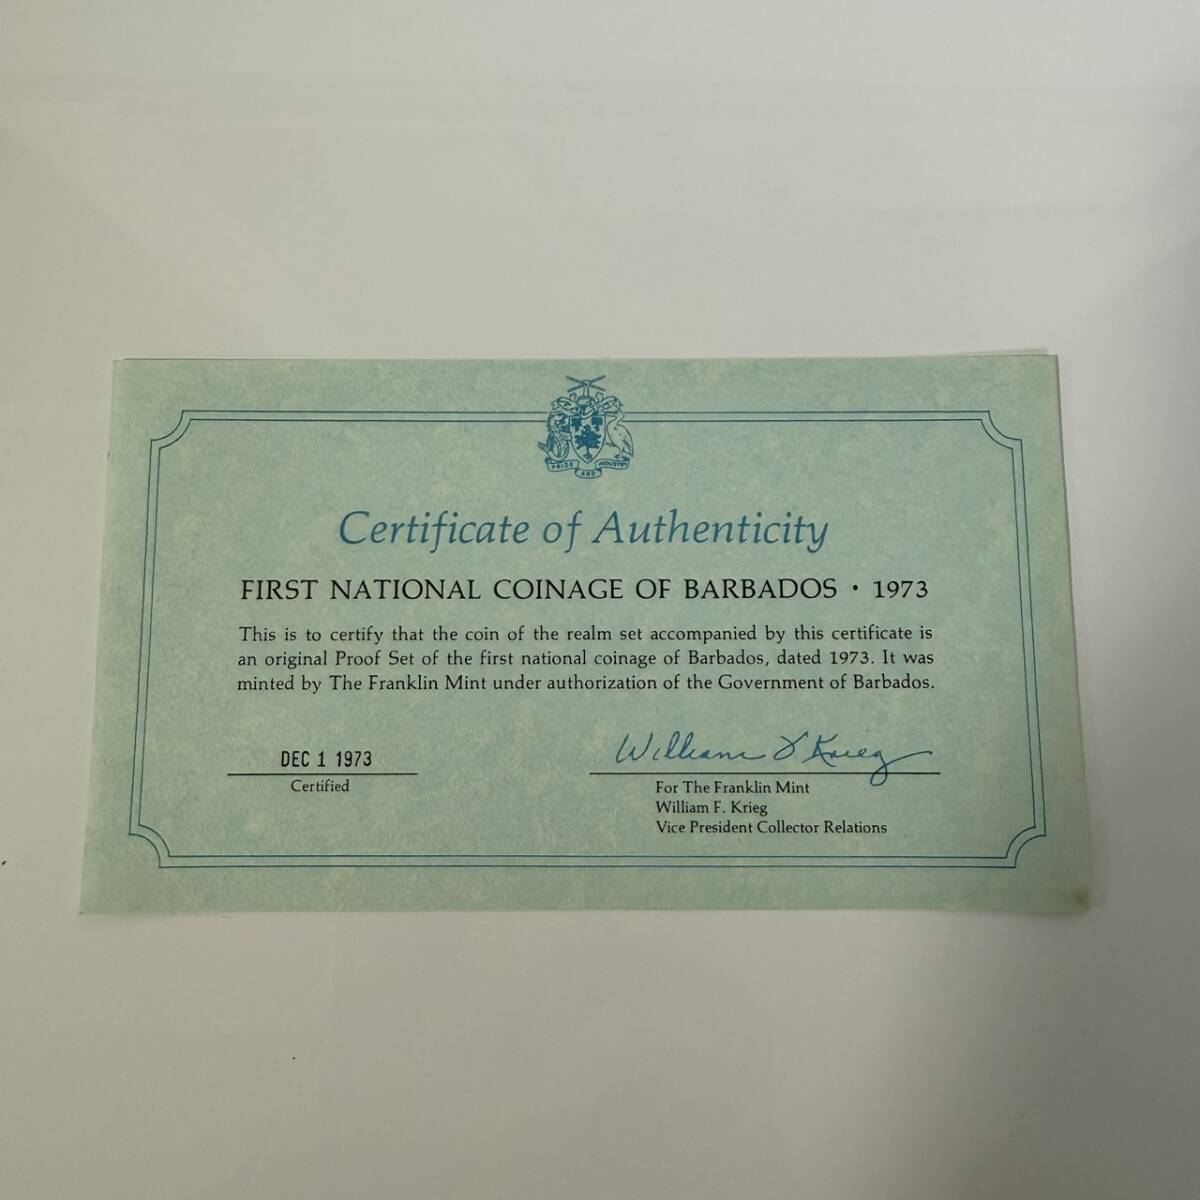 PRIDE AND INDUSTRY
Certificate of Authenticity
FIRST NATIONAL COINAGE OF BARBADOS · 1973
This is to certify that the coin of the realm set accompanied by this certificate is
an original Proof Set of the first national coinage of Barbados, dated 1973. It was
minted by The Franklin Mint under authorization of the Government of Barbados.
DEC 1 1973
Certified
William F Krieg
For The Franklin Mint
William F. Krieg
Vice President Collector Relations